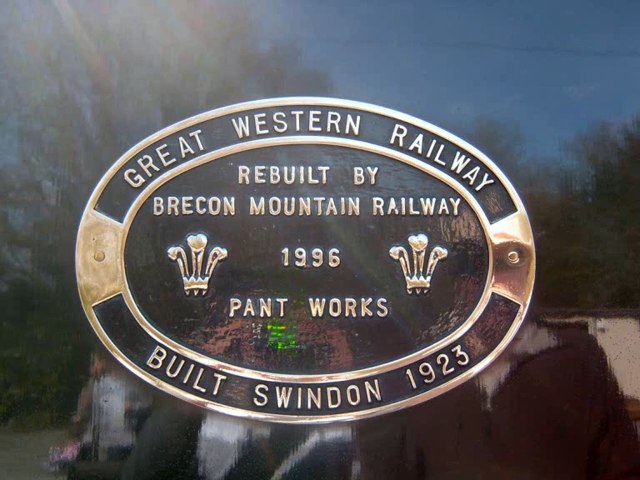 GREAT WESTERN RAILWAY
REBUILT BY
BRECON MOUNTAIN RAILWAY
1996
PANT WORKS
BUILT SWINDON 1923